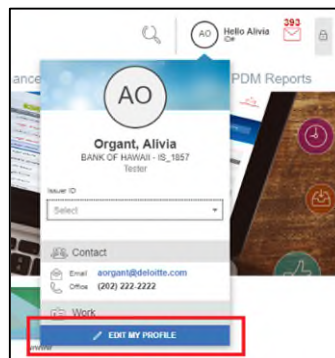 AO
Hello Alivia
ID#
393
PDM Reports
AO
Organt, Alivia
BANK OF HAWAII - IS_1857
Tester
Issuer ID
Select
Contact
Email aorgant@deloitte.com
Office (202) 222-2222
Work
EDIT MY PROFILE